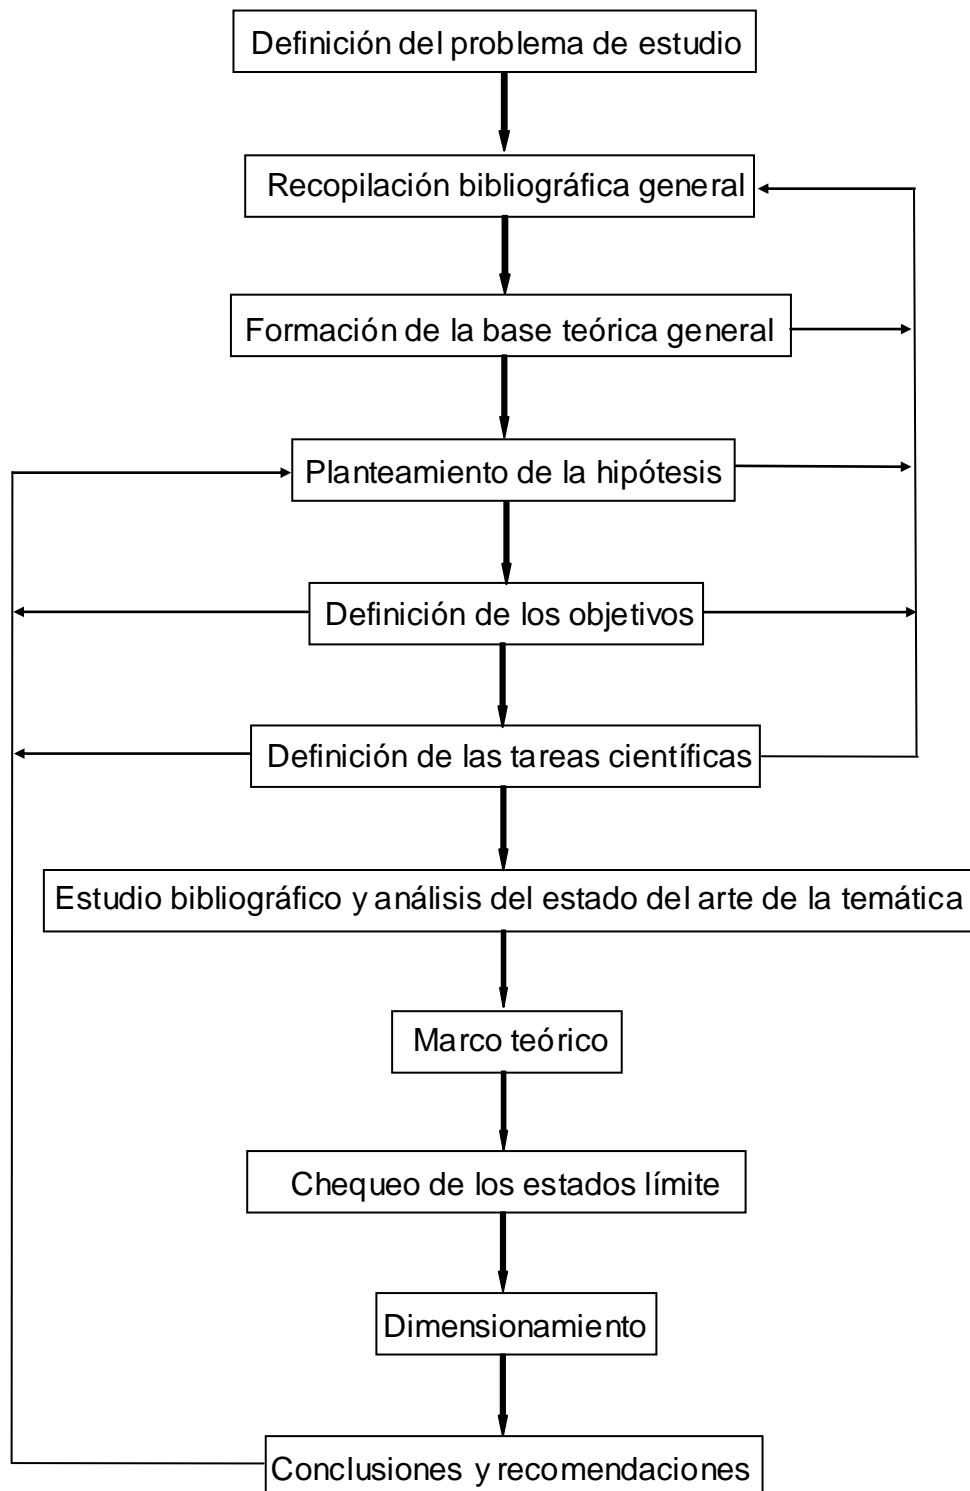 Definición del problema de estudio
Recopilación bibliográfica general
Formación de la base teórica general
Planteamiento de la hipótesis
Definición de los objetivos
Definición de las tareas científicas
Estudio bibliográfico y análisis del estado del arte de la temática
Marco teórico
Chequeo de los estados límite
Dimensionamiento
Conclusiones y recomendaciones